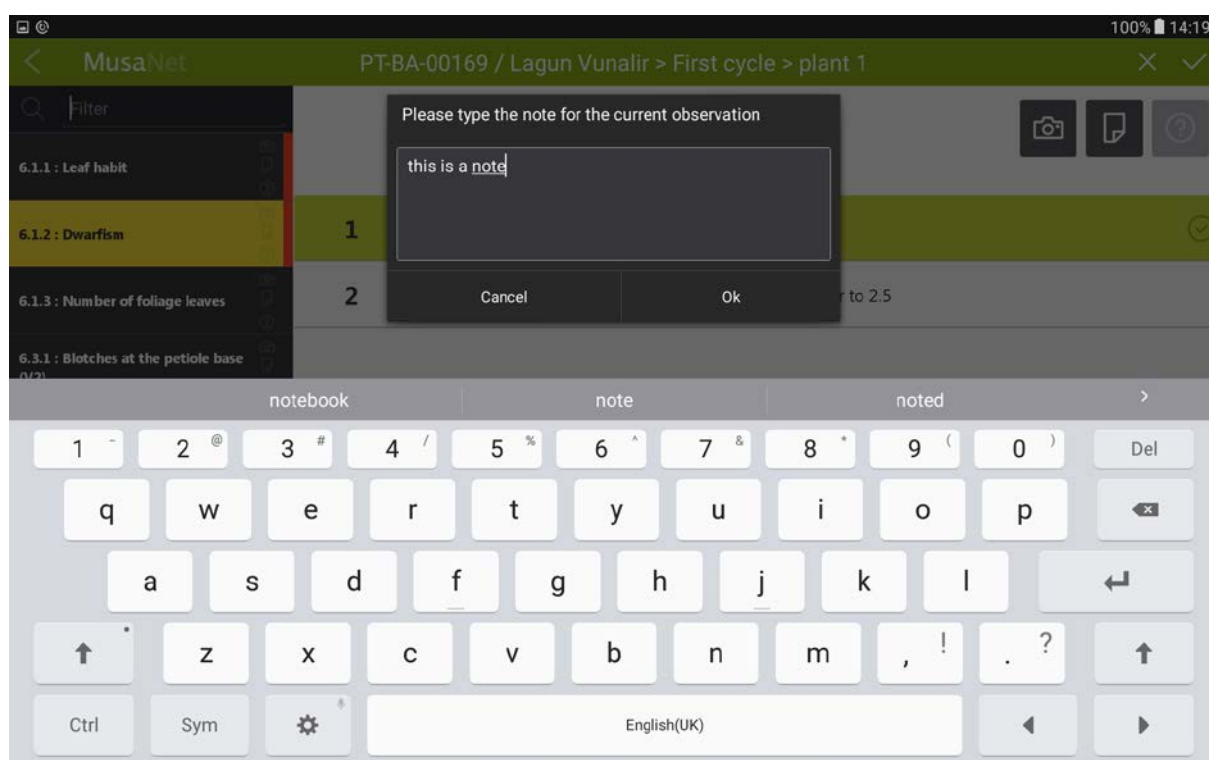 100% 14:19
MusaNet
PT-BA-00169 / Lagun Vunalir > First cycle > plant 1
Filter
Please type the note for the current observation
this is a note
6.1.1 : Leaf habit
6.1.2 : Dwarfism
1
6.1.3 : Number of foliage leaves
2
r to 2.5
Cancel
Ok
6.3.1 : Blotches at the petiole base
notebook note noted
1 - 2 @ 3 # 4 / 5 % 6 ^ 7 & 8 * 9 ( 0 ) Del
q w e r t y u i o p
a s d f g h j k l
z x c v b n m , ! . ?
Ctrl Sym English(UK)